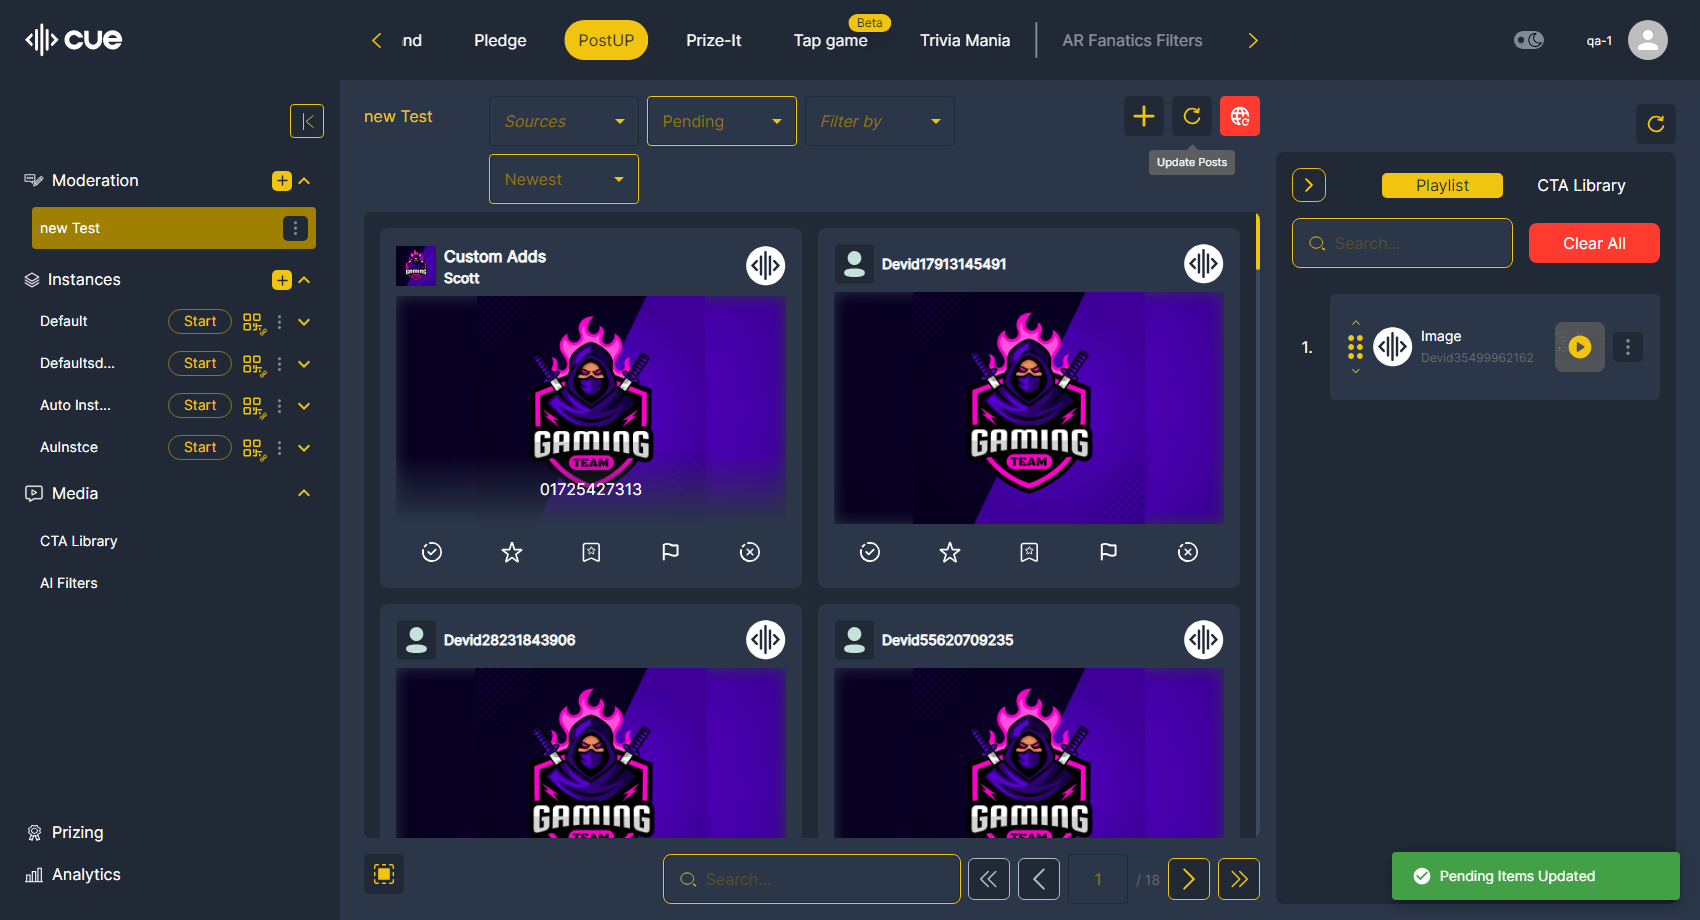 cue
nd
Pledge
PostUP
Prize-It
Beta
Tap game
Trivia Mania
AR Fanatics Filters
qa-1
Moderation
new Test
Instances
Default
Start
Defaultsd...
Start
Auto Inst...
Start
AuInstce
Start
Media
CTA Library
AI Filters
Prizing
Analytics
new Test
Sources
Pending
Filter by
Newest
Update Posts
Custom Adds
Scott
GAMING
TEAM
01725427313
Devid17913145491
GAMING
TEAM
Devid28231843906
GAMING
Devid55620709235
GAMING
Search...
1
/ 18
Playlist
CTA Library
Search...
Clear All
1.
Image
Devid35499962162
Pending Items Updated